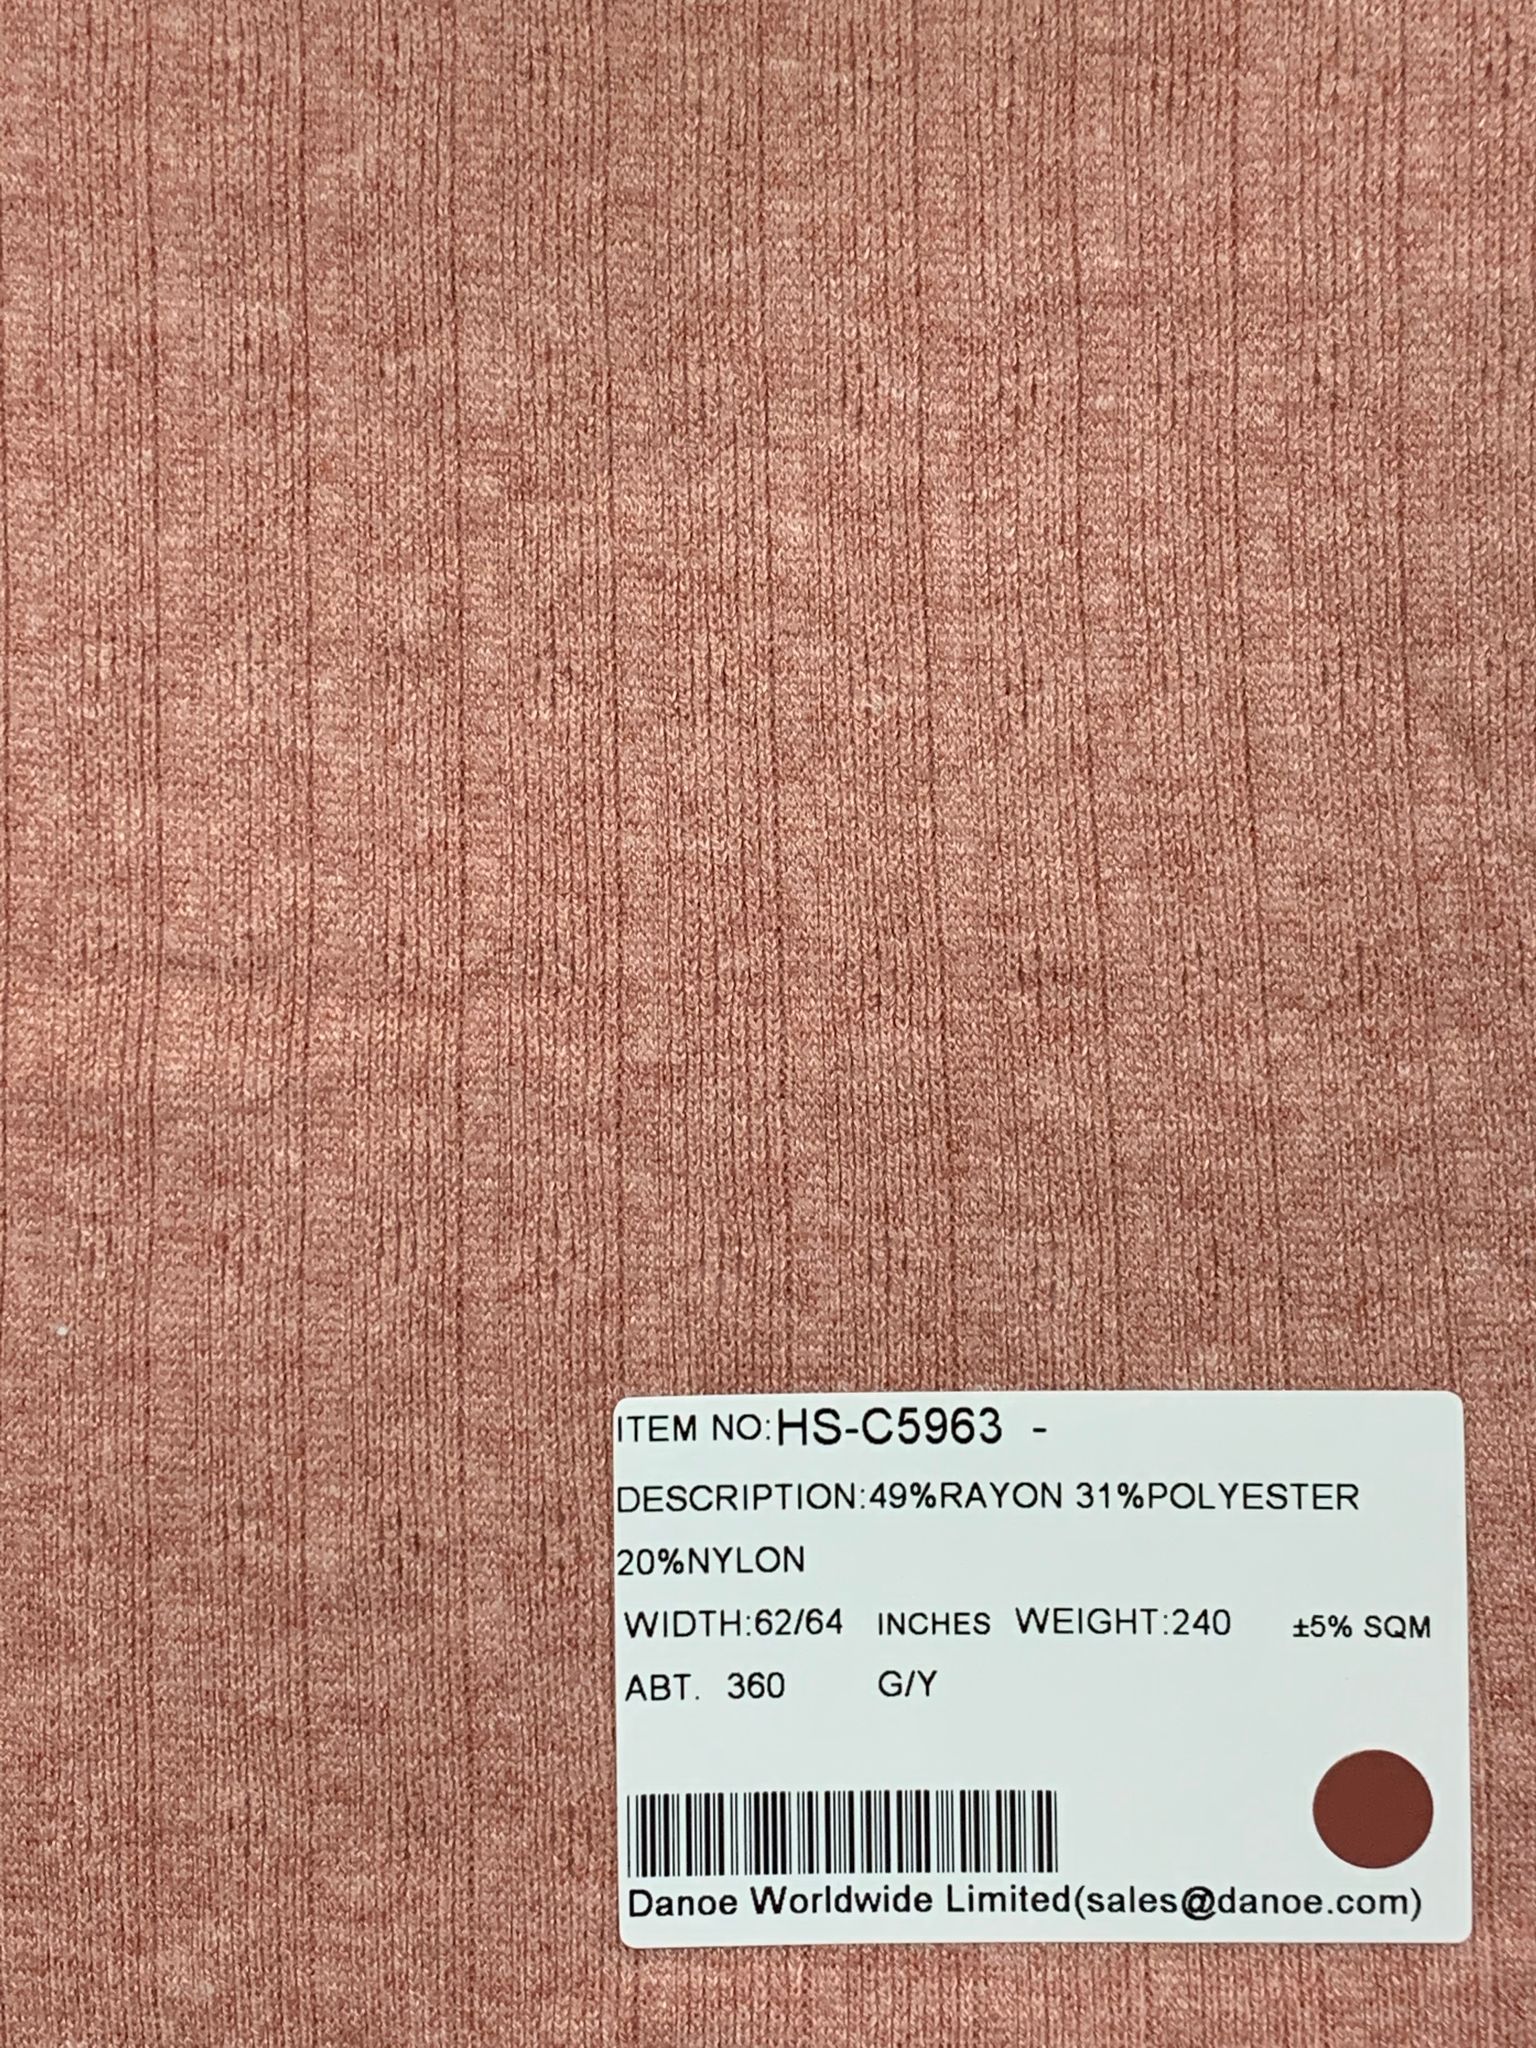 ITEM NO:HS-C5963 -
DESCRIPTION:49%RAYON 31%POLYESTER
20%NYLON
WIDTH:62/64 INCHES WEIGHT:240 ±5% SQM
ABT. 360 G/Y
Danoe Worldwide Limited(sales@danoe.com)